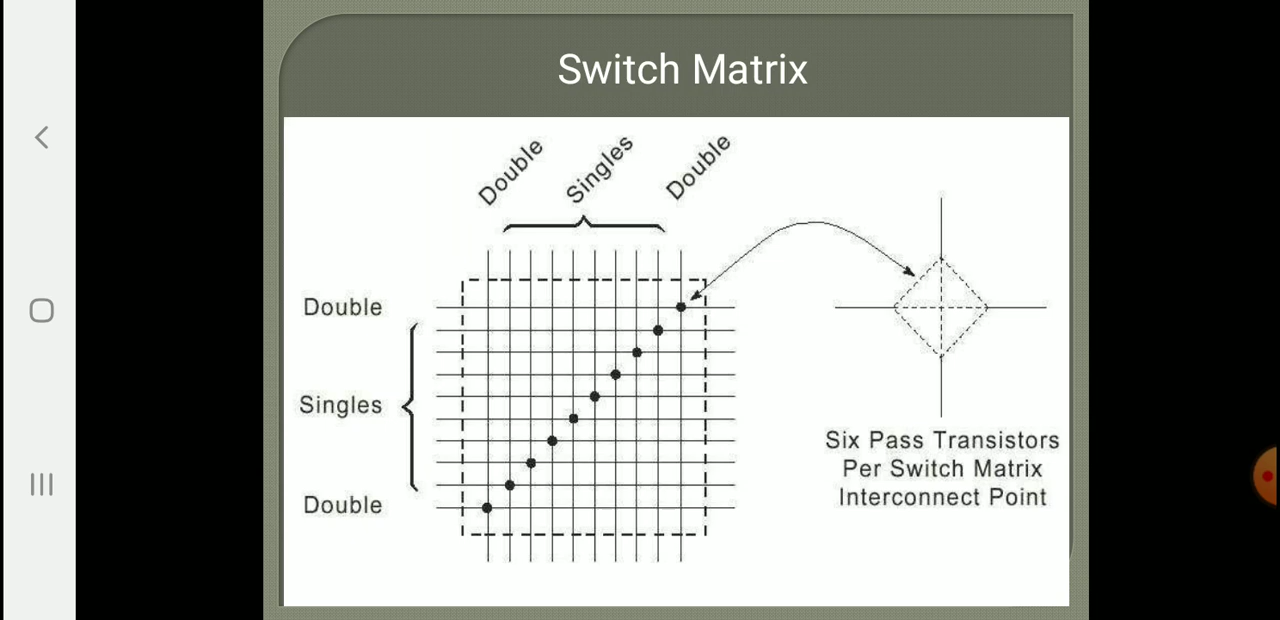 Switch Matrix
Double
Singles
Double
Double
Singles
Double
Six Pass Transistors
Per Switch Matrix
Interconnect Point